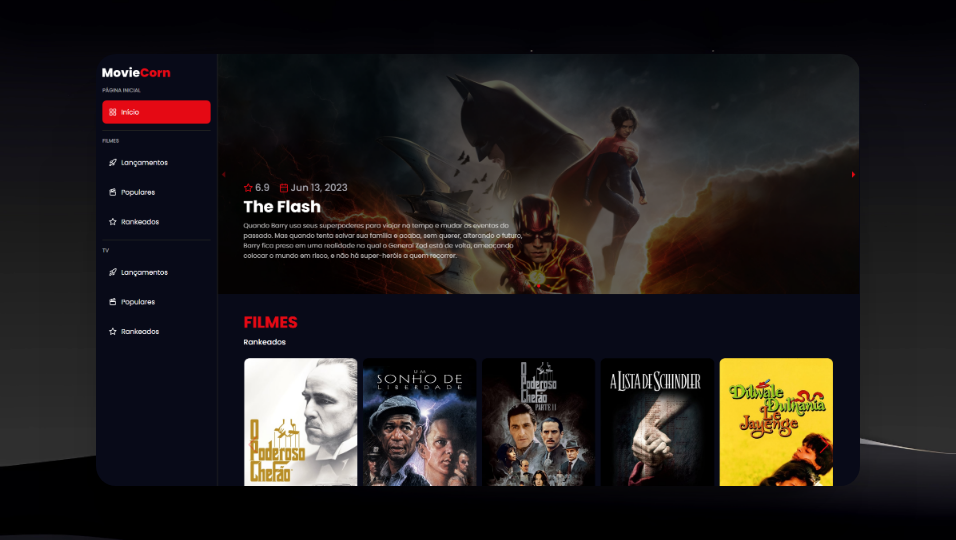 MovieCorn
PÁGINA INICIAL
Início
FILMES
Lançamentos
Populares
Rankeados
TV
Lançamentos
Populares
Rankeados
6.9 Jun 13, 2023
The Flash
Quando Barry usa seus superpoderes para viajar no tempo e mudar os eventos do
passado. Mas quando tenta salvar sua família e acaba, sem querer, alterando o futuro,
Barry fica preso em uma realidade na qual o General Zod está de volta, ameaçando
colocar o mundo em risco, e não há super-heróis a quem recorrer.
FILMES
Rankeados
O
Poderoso
Chefão
UM
SONHO DE
LIBERDADE
O
Poderoso
Chefão
PARTE II
A LISTA DE SCHINDLER
Dilwale
Dulhania
Le
Jayenge